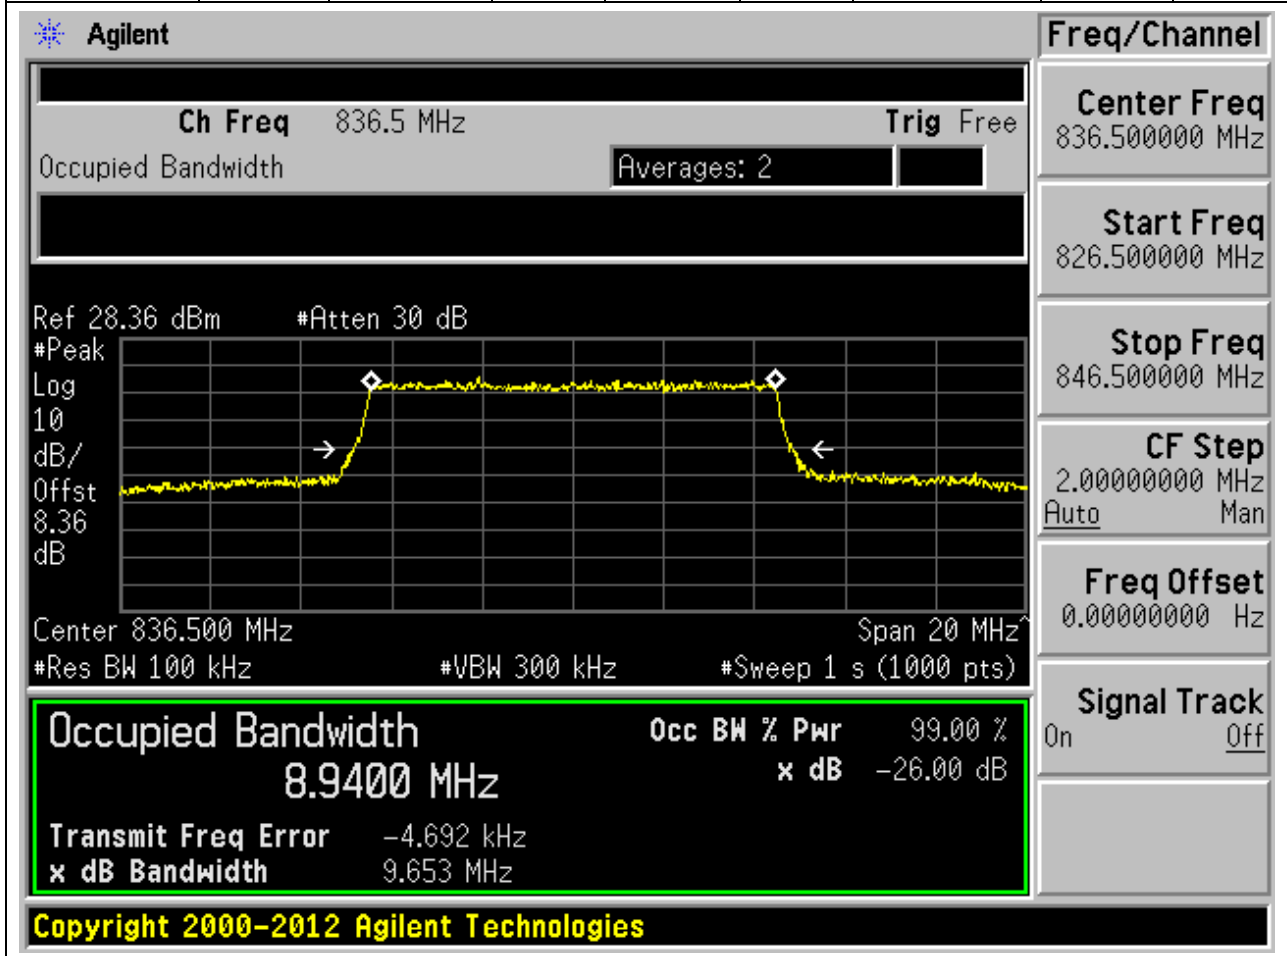 Agilent
Freq/Channel
Ch Freq 836.5 MHz Trig Free
Occupied Bandwidth Averages: 2
Center Freq
836.500000 MHz
Start Freq
826.500000 MHz
Stop Freq
846.500000 MHz
CF Step
2.00000000 MHz
Auto Man
Freq Offset
0.00000000 Hz
Signal Track
On Off
Ref 28.36 dBm #Atten 30 dB
#Peak
Log
10
dB/
Offst
8.36
dB
Center 836.500 MHz Span 20 MHz^
#Res BW 100 kHz #VBW 300 kHz #Sweep 1 s (1000 pts)
Occupied Bandwidth Occ BW % Pwr 99.00 %
8.9400 MHz x dB -26.00 dB
Transmit Freq Error -4.692 kHz
x dB Bandwidth 9.653 MHz
Copyright 2000-2012 Agilent Technologies